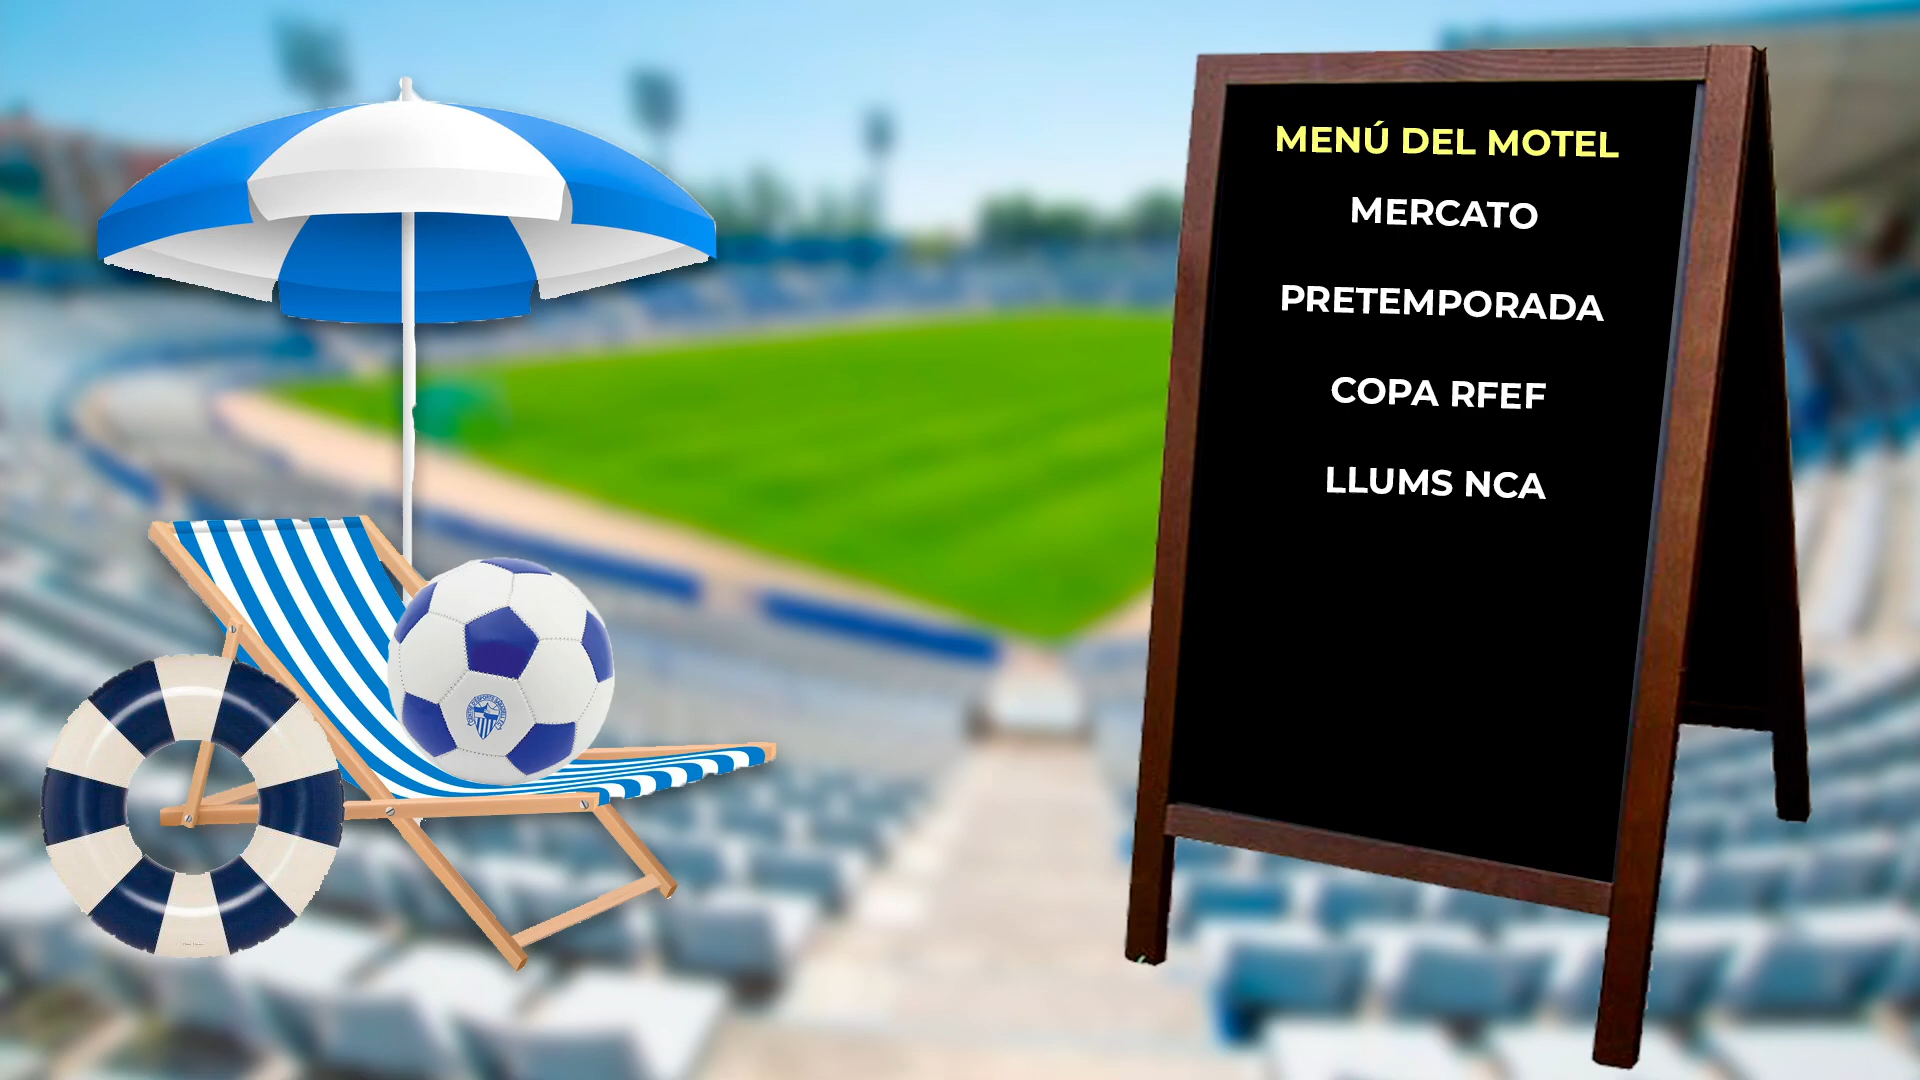 MENÚ DEL MOTEL
MERCATO
PRETEMPORADA
COPA RFEF
LLUMS NCA